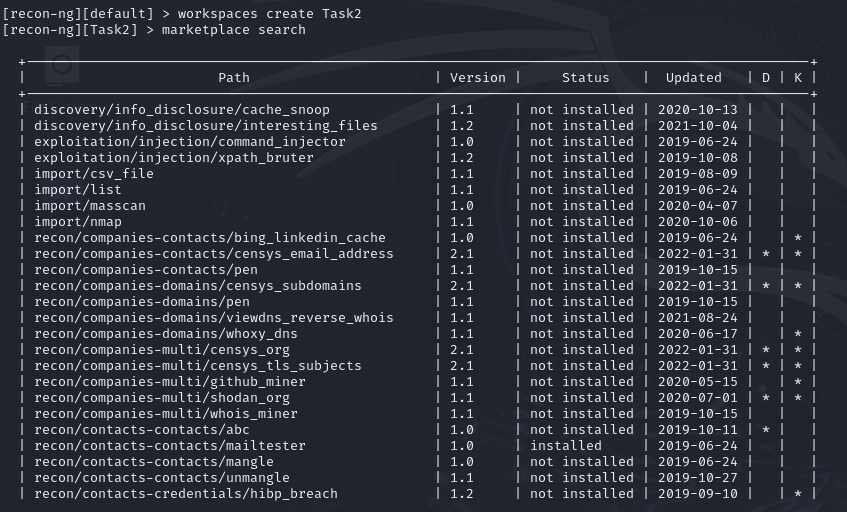 [recon-ng][default] > workspaces create Task2
[recon-ng][Task2] > marketplace search
+---------------------------------------------------------------------------------------------------+
| Path | Version | Status | Updated | D | K |
+---------------------------------------------------------------------------------------------------+
| discovery/info_disclosure/cache_snoop | 1.1 | not installed | 2020-10-13 | | |
| discovery/info_disclosure/interesting_files | 1.2 | not installed | 2021-10-04 | | |
| exploitation/injection/command_injector | 1.0 | not installed | 2019-06-24 | | |
| exploitation/injection/xpath_bruter | 1.2 | not installed | 2019-10-08 | | |
| import/csv_file | 1.1 | not installed | 2019-08-09 | | |
| import/list | 1.1 | not installed | 2019-06-24 | | |
| import/masscan | 1.0 | not installed | 2020-04-07 | | |
| import/nmap | 1.1 | not installed | 2020-10-06 | | |
| recon/companies-contacts/bing_linkedin_cache | 1.0 | not installed | 2019-06-24 | | * |
| recon/companies-contacts/censys_email_address | 2.1 | not installed | 2022-01-31 | * | * |
| recon/companies-contacts/pen | 1.1 | not installed | 2019-10-15 | | |
| recon/companies-domains/censys_subdomains | 2.1 | not installed | 2022-01-31 | * | * |
| recon/companies-domains/pen | 1.1 | not installed | 2019-10-15 | | |
| recon/companies-domains/viewdns_reverse_whois | 1.1 | not installed | 2021-08-24 | | |
| recon/companies-domains/whoxy_dns | 1.1 | not installed | 2020-06-17 | | * |
| recon/companies-multi/censys_org | 2.1 | not installed | 2022-01-31 | * | * |
| recon/companies-multi/censys_tls_subjects | 2.1 | not installed | 2022-01-31 | * | * |
| recon/companies-multi/github_miner | 1.1 | not installed | 2020-05-15 | | * |
| recon/companies-multi/shodan_org | 1.1 | not installed | 2020-07-01 | * | * |
| recon/companies-multi/whois_miner | 1.1 | not installed | 2019-10-15 | | |
| recon/contacts-contacts/abc | 1.0 | not installed | 2019-10-11 | * | |
| recon/contacts-contacts/mailtester | 1.0 | installed | 2019-06-24 | | |
| recon/contacts-contacts/mangle | 1.0 | not installed | 2019-06-24 | | |
| recon/contacts-contacts/unmangle | 1.1 | not installed | 2019-10-27 | | |
| recon/contacts-credentials/hibp_breach | 1.2 | not installed | 2019-09-10 | | * |